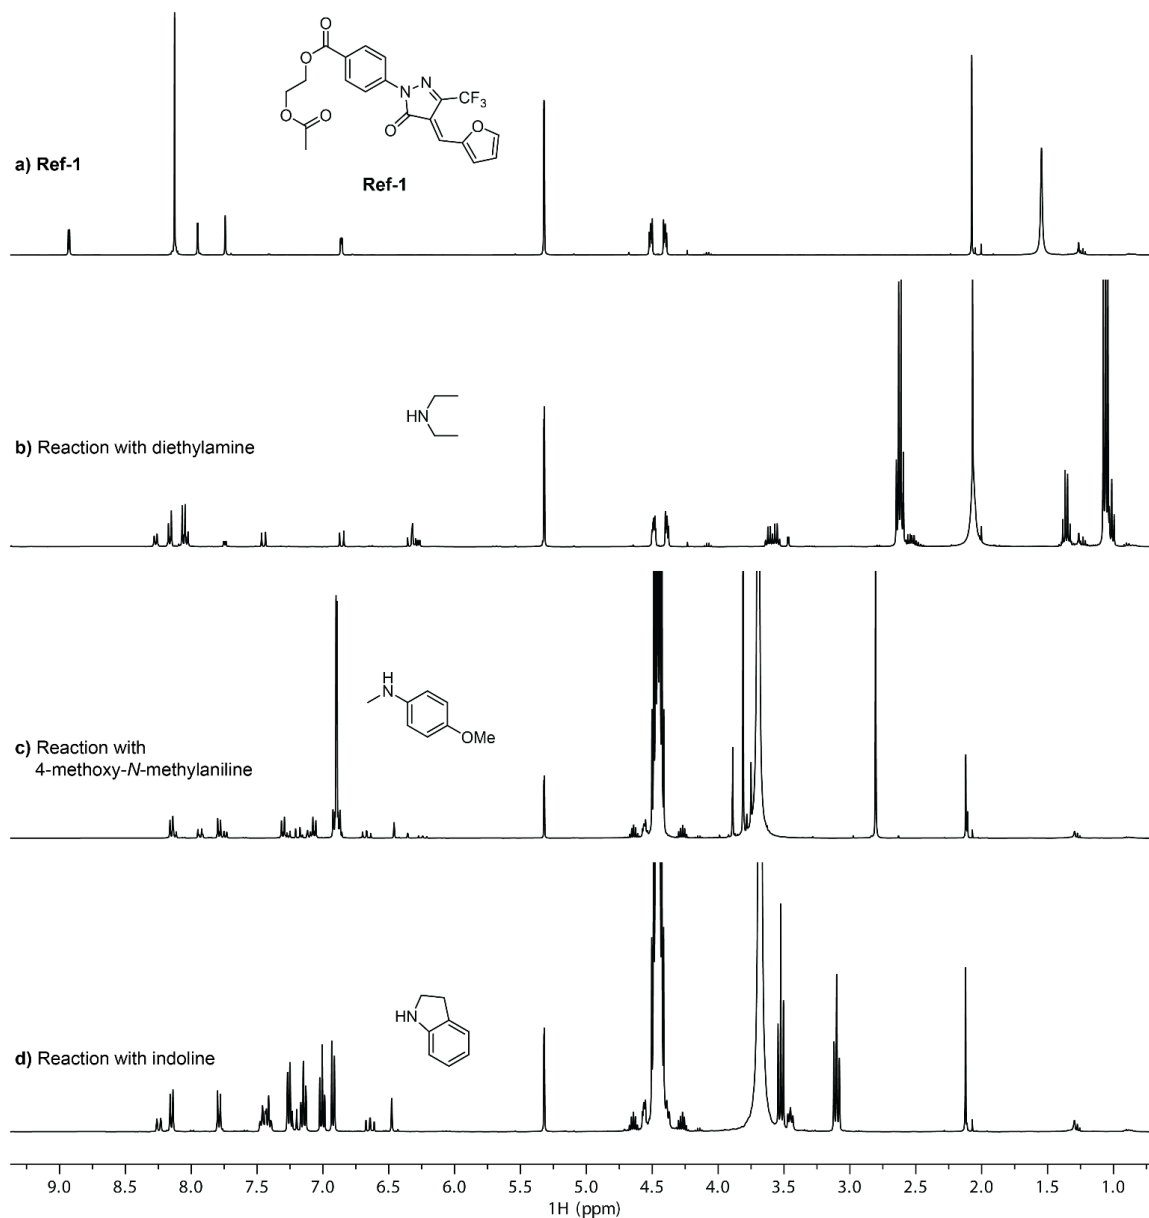 O
O
N
N
CF₃
O
O
O
O
a) Ref-1
Ref-1
HN
b) Reaction with diethylamine
H
N
OMe
c) Reaction with
4-methoxy-N-methylaniline
HN
d) Reaction with indoline
9.0 8.5 8.0 7.5 7.0 6.5 6.0 5.5 5.0 4.5 4.0 3.5 3.0 2.5 2.0 1.5 1.0
1H (ppm)